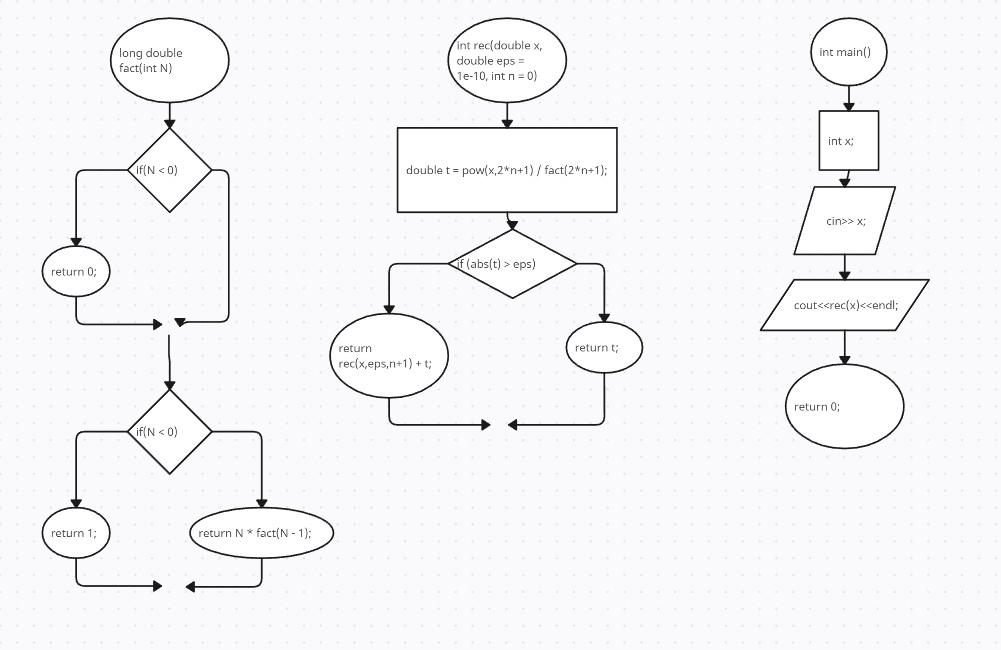 long double
fact(int N)
if(N < 0)
return 0;
if(N < 0)
return 1;
return N * fact(N - 1);
int rec(double x,
double eps =
1e-10, int n = 0)
double t = pow(x,2*n+1) / fact(2*n+1);
if (abs(t) > eps)
return
rec(x,eps,n+1) + t;
return t;
int main()
int x;
cin>> x;
cout<<rec(x)<<endl;
return 0;